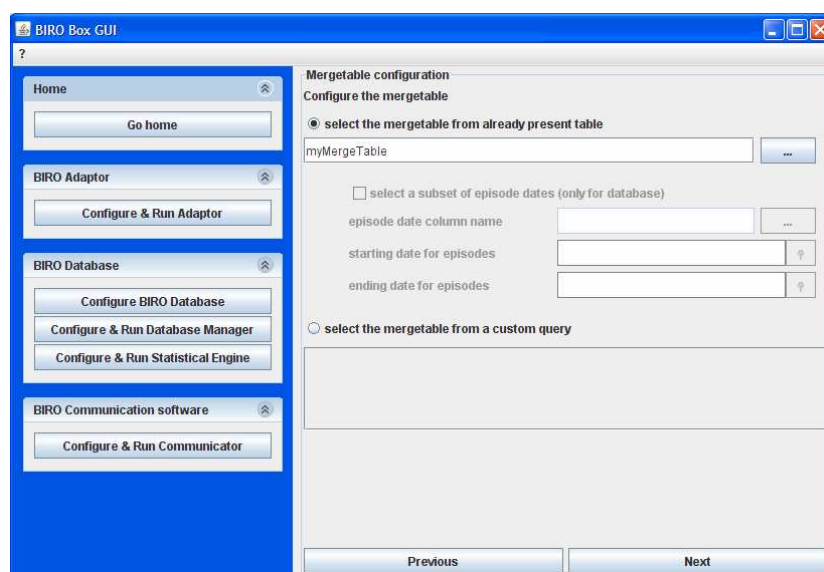 BIRO Box GUI
?
Home
Go home
BIRO Adaptor
Configure & Run Adaptor
BIRO Database
Configure BIRO Database
Configure & Run Database Manager
Configure & Run Statistical Engine
BIRO Communication software
Configure & Run Communicator
Mergetable configuration
Configure the mergetable
select the mergetable from already present table
myMergeTable
...
select a subset of episode dates (only for database)
episode date column name
...
starting date for episodes
ending date for episodes
select the mergetable from a custom query
Previous
Next